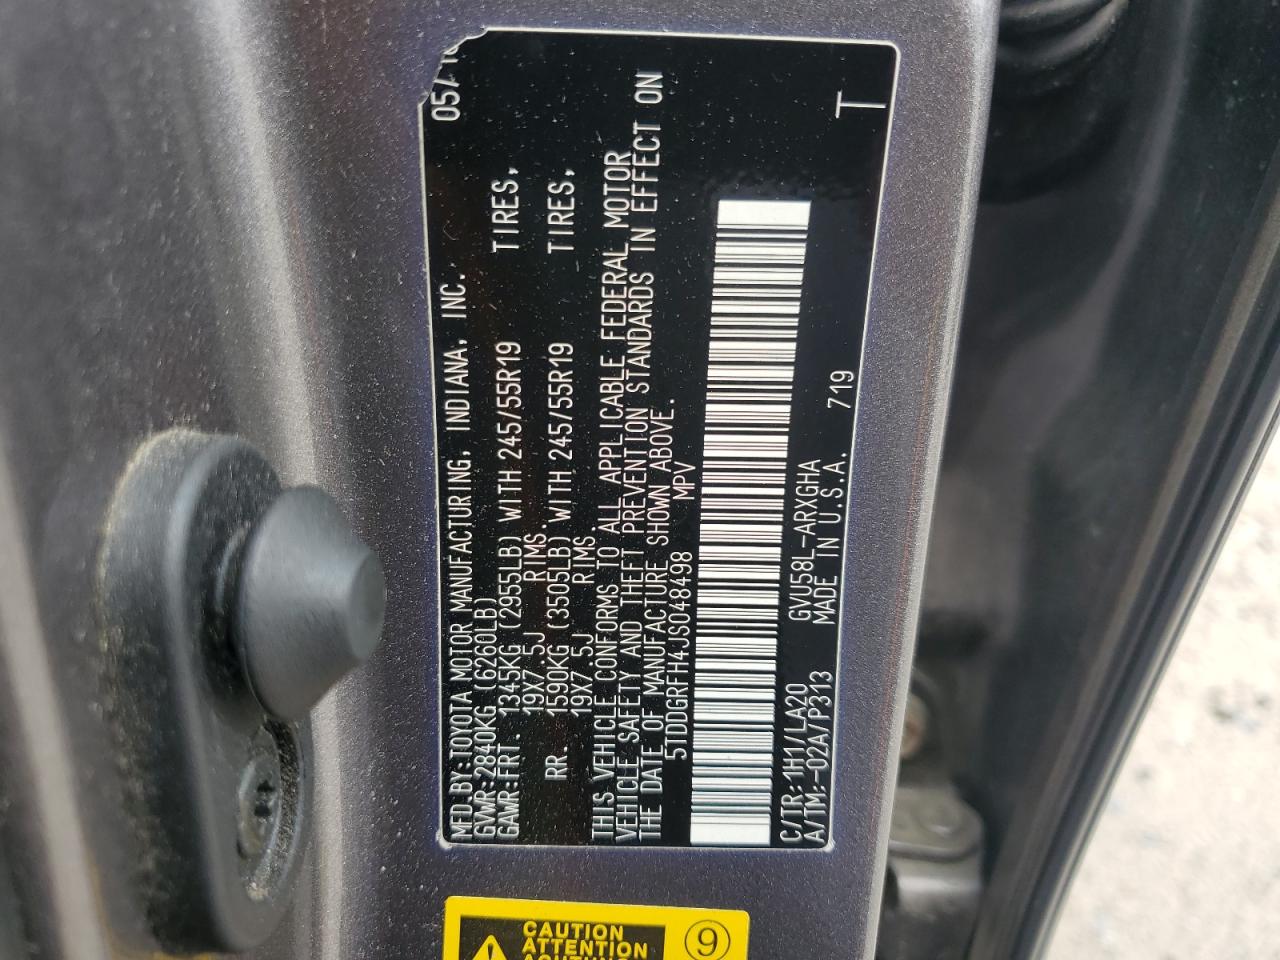 MFD.BY:TOYOTA MOTOR MANUFACTURING, INDIANA, INC. 05/
GVWR:2840KG (6260LB)
GAWR:FRT. 1345KG (2955LB) WITH 245/55R19 TIRES,
19X7.5J RIMS.
RR. 1590KG (3505LB) WITH 245/55R19 TIRES,
19X7.5J RIMS
THIS VEHICLE CONFORMS TO ALL APPLICABLE FEDERAL MOTOR
VEHICLE SAFETY AND THEFT PREVENTION STANDARDS IN EFFECT ON
THE DATE OF MANUFACTURE SHOWN ABOVE.
5TDDGRFH4JS048498 MPV
C/TR:1H1/LA20 GVU58L-ARXGHA
A/TM:-02A/P313 MADE IN U.S.A. 719
T
CAUTION
ATTENTION
9